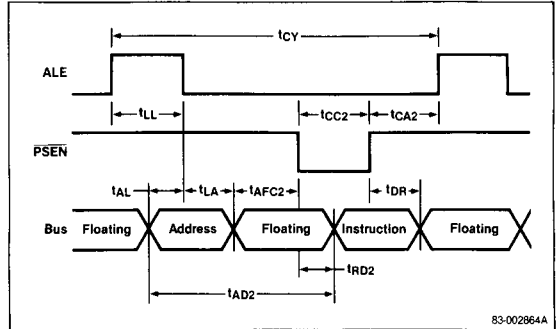 tCY
ALE
tLL
tCC2
tCA2
PSEN
tAL
tLA
tAFC2
tDR
Bus Floating Address Floating Instruction Floating
tRD2
tAD2
83-002864A